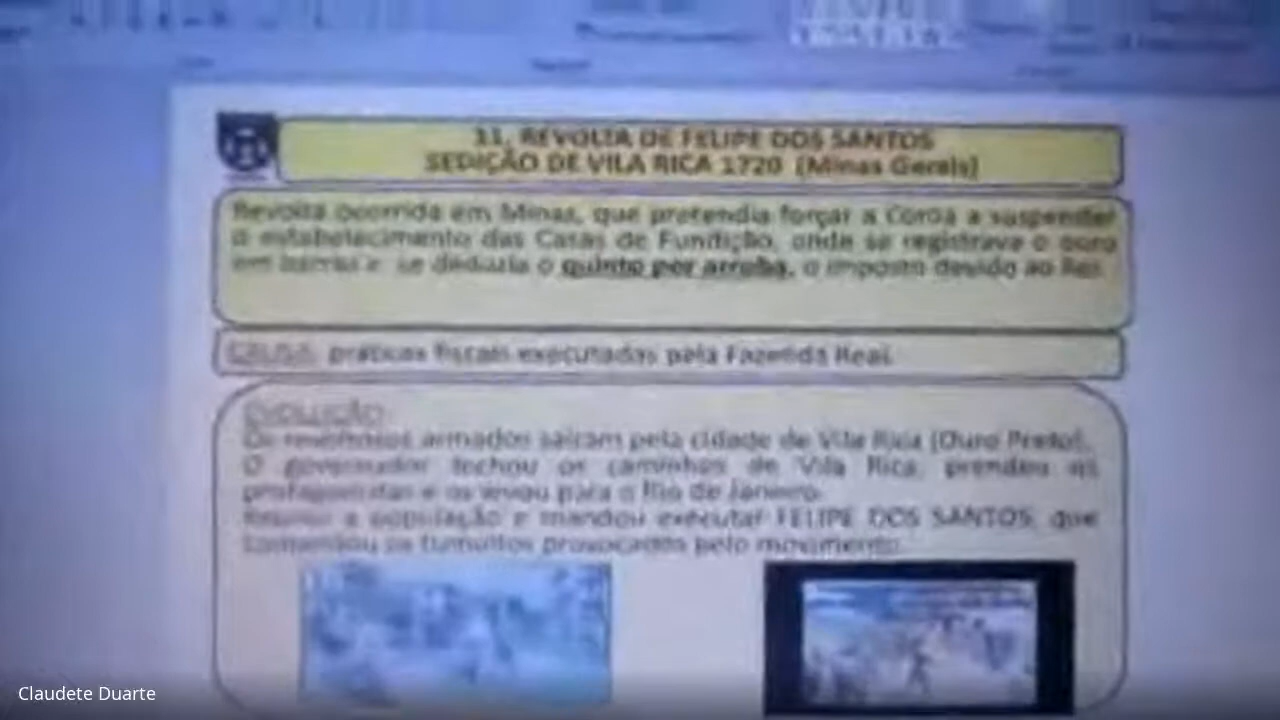 11. REVOLTA DE FELIPE DOS SANTOS
SEDIÇÃO DE VILA RICA 1720 (Minas Gerais)
Revolta ocorrida em Minas, que pretendia forçar a Coroa a suspender
o estabelecimento das Casas de Fundição, onde se registrava o ouro
em barras e se deduzia o quinto por arroba, o imposto devido ao Rei.
CAUSA: práticas fiscais executadas pela Fazenda Real.
EVOLUÇÃO:
Os revoltosos armados saíram pela cidade de Vila Rica (Ouro Preto).
O governador fechou os caminhos de Vila Rica, prendeu os
protagonistas e os levou para o Rio de Janeiro.
a população e mandou executar FELIPE DOS SANTOS, que
comandou os tumultos provocados pelo movimento.
Claudete Duarte